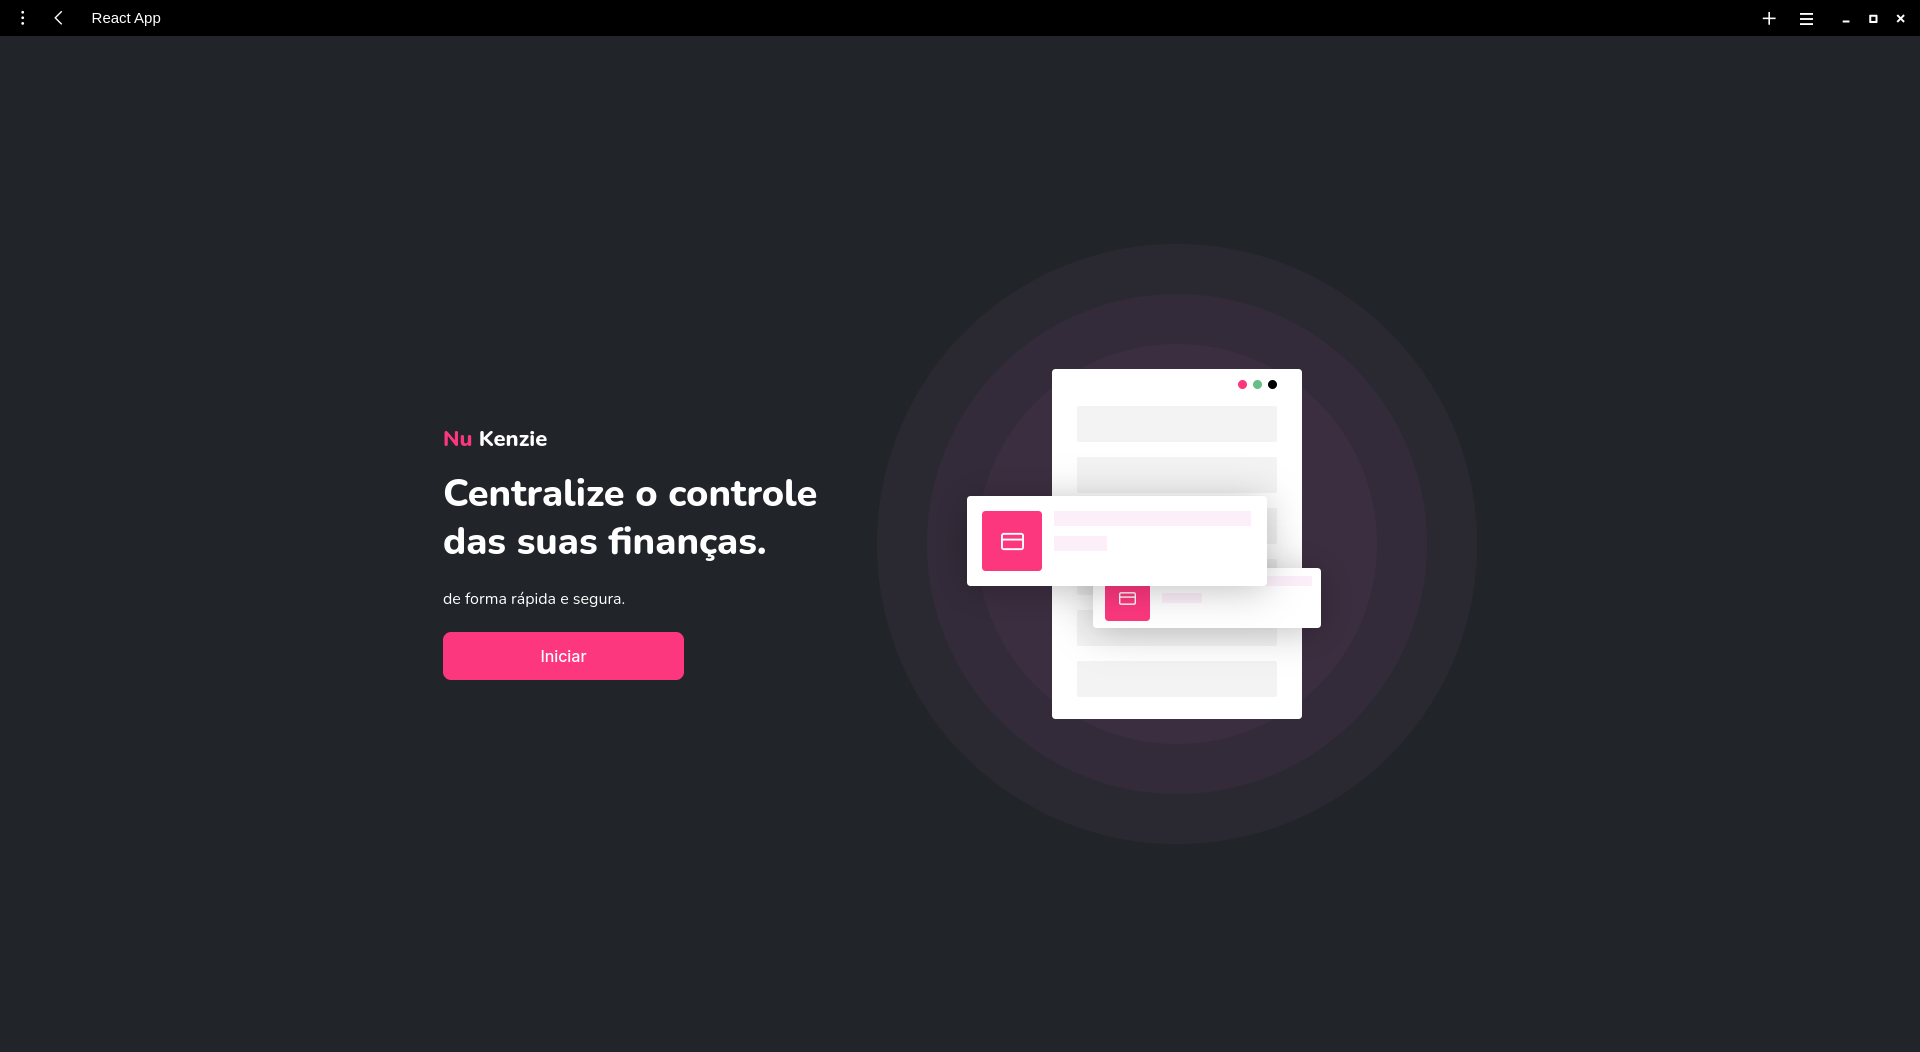 React App
Nu Kenzie
Centralize o controle
das suas finanças.
de forma rápida e segura.
Iniciar